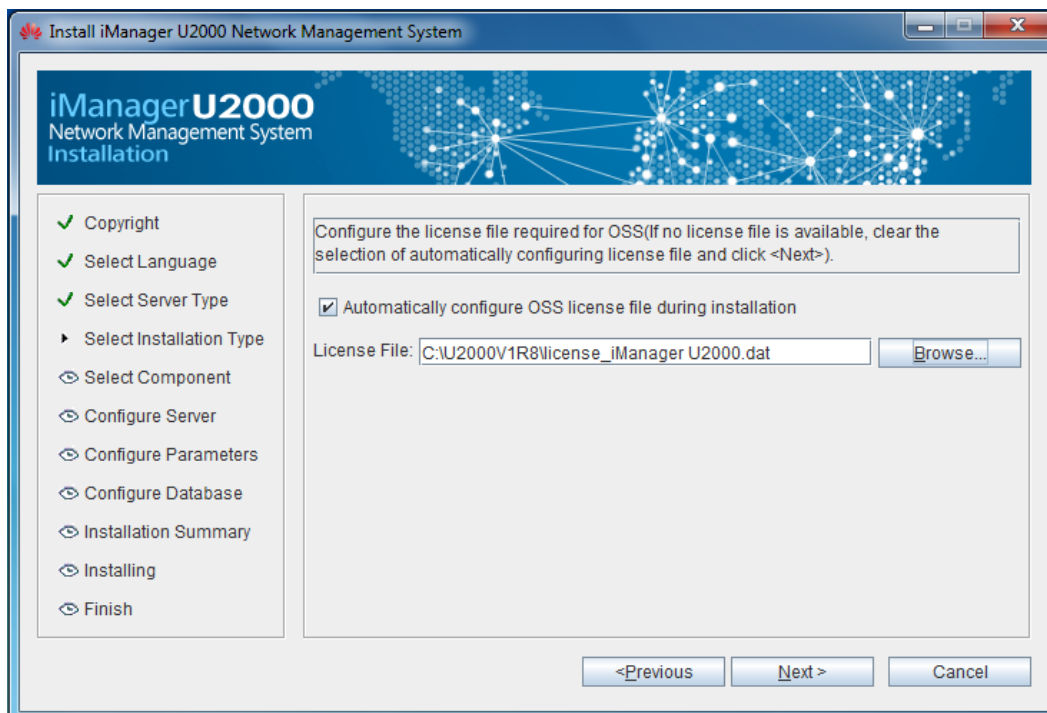 Install iManager U2000 Network Management System
iManagerU2000
Network Management System
Installation
Copyright
Select Language
Select Server Type
Select Installation Type
Select Component
Configure Server
Configure Parameters
Configure Database
Installation Summary
Installing
Finish
Configure the license file required for OSS(If no license file is available, clear the
selection of automatically configuring license file and click <Next>).
Automatically configure OSS license file during installation
License File: C:\U2000V1R8\license_iManager U2000.dat Browse...
<Previous Next > Cancel